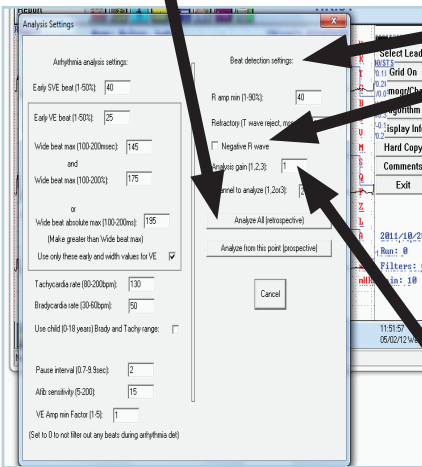 Analysis Settings
Arrhythmia analysis settings:
Early SVE beat (1-50%): 40
Early VE beat (1-50%): 25
Wide beat max (100-200msec): 145
and
Wide beat max (100-200%): 175
or
Wide beat absolute max (100-200ms): 195
(Make greater than Wide beat max)
Use only these early and width values for VE
Tachycardia rate (80-200bpm): 130
Bradycardia rate (30-60bpm): 50
Use child (0-18 years) Brady and Tachy range:
Pause interval (0.7-9.9sec): 2
Afib sensitivity (5-200): 15
VE Amp min Factor (1-5): 1
(Set to 0 to not filter out any beats during arrhythmia det)
Beat detection settings:
R amp min (1-90%): 40
Refractory (T wave reject,
Negative R wave
Analysis gain (1,2,3): 1
to analyze (1,2or3):
Analyze All (retrospective)
Analyze from this point (prospective)
Cancel
Select Lead
Grid On
Hard Copy
Comments
Exit
Run: 0
Filters:
10
11:51:57
05/02/12